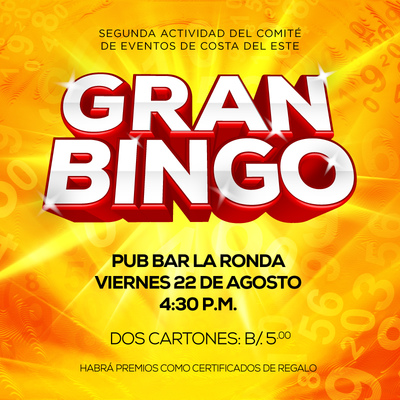 SEGUNDA ACTIVIDAD DEL COMITÉ
DE EVENTOS DE COSTA DEL ESTE
GRAN
BINGO
PUB BAR LA RONDA
VIERNES 22 DE AGOSTO
4:30 P.M.
DOS CARTONES: B/. 5.00
HABRÁ PREMIOS COMO CERTIFICADOS DE REGALO